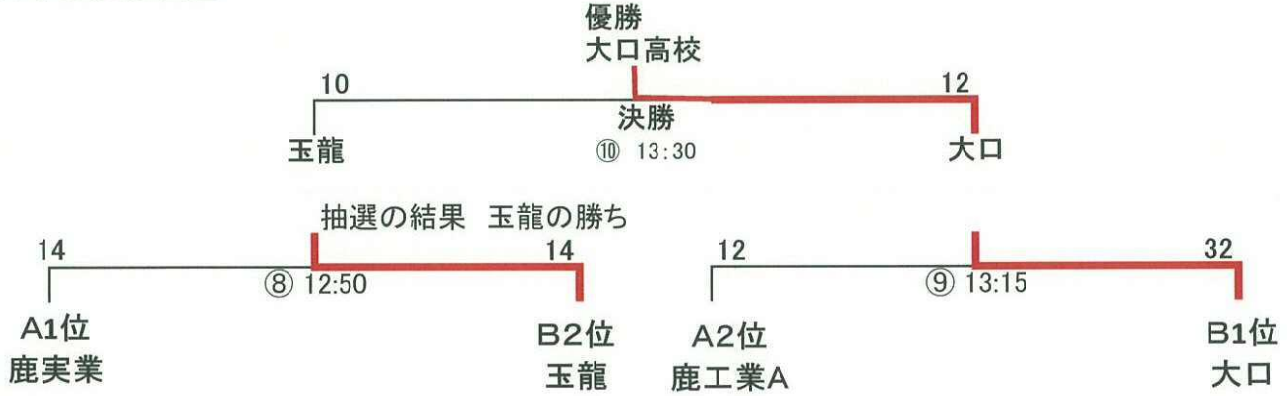 優勝
大口高校
10
12
決勝
玉龍
⑩ 13:30
大口
抽選の結果 玉龍の勝ち
14
14
12
32
⑧ 12:50
⑨ 13:15
A1位
鹿実業
B2位
玉龍
A2位
鹿工業A
B1位
大口